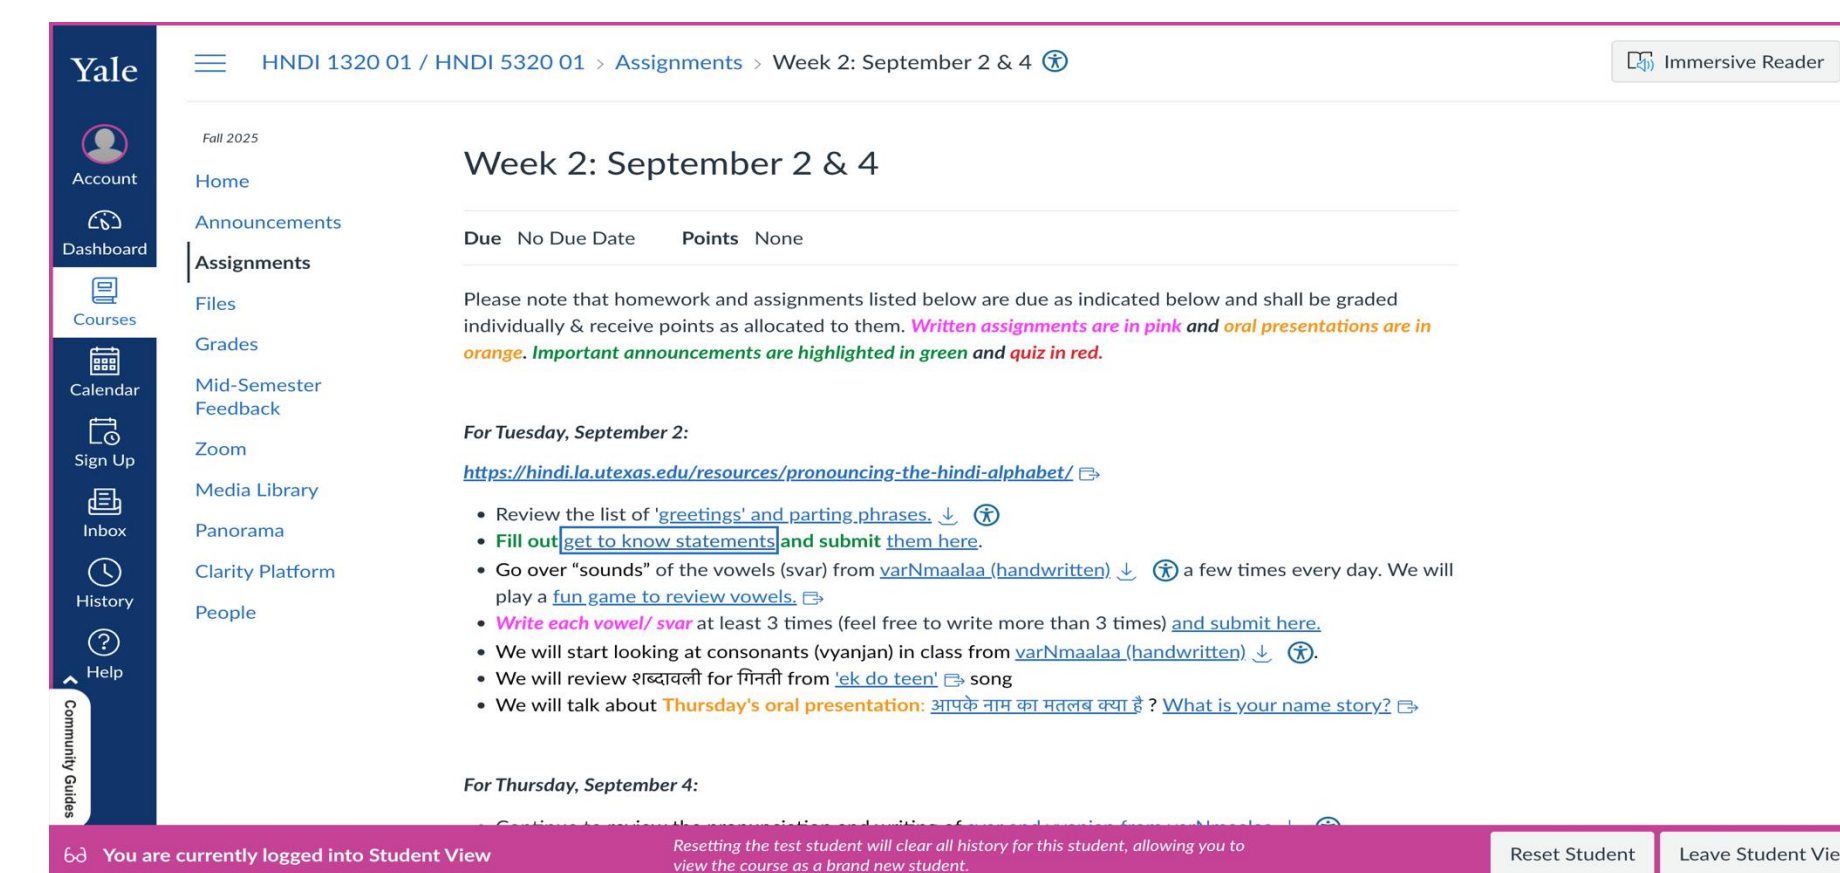 Yale
HNDI 1320 01 / HNDI 5320 01 > Assignments > Week 2: September 2 & 4
Immersive Reader
Account
Dashboard
Courses
Calendar
Sign Up
Inbox
History
Help
Community Guides
Fall 2025
Home
Announcements
Assignments
Files
Grades
Mid-Semester
Feedback
Zoom
Media Library
Panorama
Clarity Platform
People
Week 2: September 2 & 4
Due No Due Date Points None
Please note that homework and assignments listed below are due as indicated below and shall be graded
individually & receive points as allocated to them. Written assignments are in pink and oral presentations are in
orange. Important announcements are highlighted in green and quiz in red.
For Tuesday, September 2:
https://hindi.la.utexas.edu/resources/pronouncing-the-hindi-alphabet/
• Review the list of 'greetings' and parting phrases.
• Fill out get to know statements and submit them here.
• Go over “sounds” of the vowels (svar) from varNmaalaa (handwritten) a few times every day. We will
play a fun game to review vowels.
• Write each vowel/ svar at least 3 times (feel free to write more than 3 times) and submit here.
• We will start looking at consonants (vyanjan) in class from varNmaalaa (handwritten).
• We will review शब्दावली for गिनती from 'ek do teen' song
• We will talk about Thursday's oral presentation: आपके नाम का मतलब क्या है ? What is your name story?
For Thursday, September 4:
You are currently logged into Student View
Resetting the test student will clear all history for this student, allowing you to
view the course as a brand new student.
Reset Student
Leave Student Vie